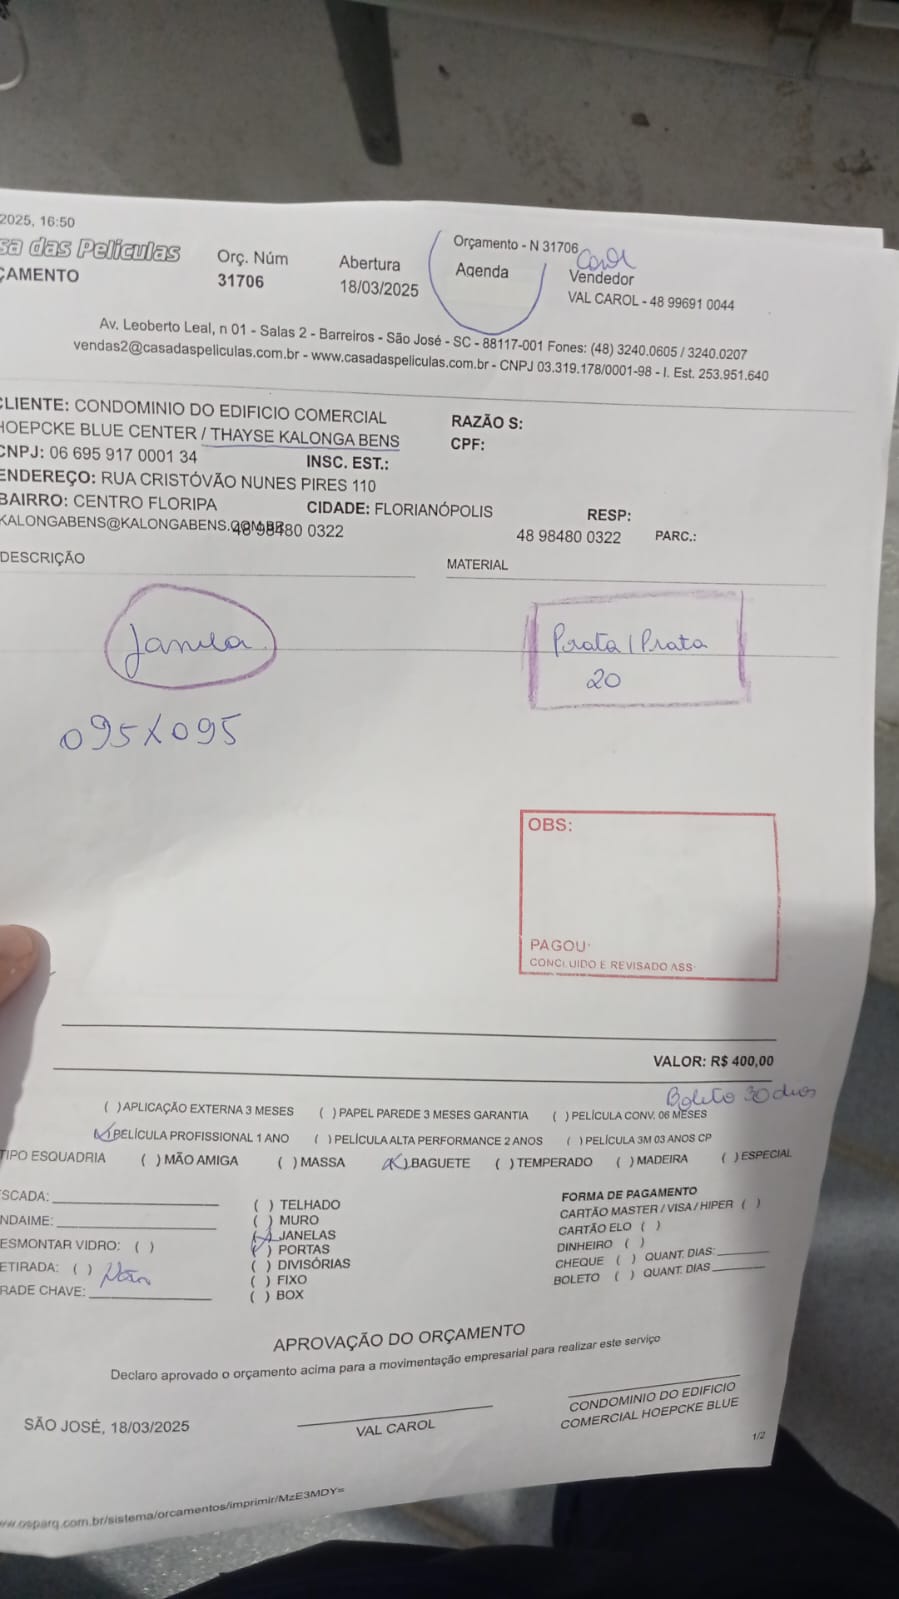 2025, 16:50
sa das Películas
ÇAMENTO
Orç. Núm
31706
Abertura
18/03/2025
Orçamento - N 31706
Agenda
Carol
Vendedor
VAL CAROL - 48 99691 0044
Av. Leoberto Leal, n 01 - Salas 2 - Barreiros - São José - SC - 88117-001 Fones: (48) 3240.0605 / 3240.0207
vendas2@casadaspeliculas.com.br - www.casadaspeliculas.com.br - CNPJ 03.319.178/0001-98 - I. Est. 253.951.640
CLIENTE: CONDOMINIO DO EDIFICIO COMERCIAL
HOEPCKE BLUE CENTER / THAYSE KALONGA BENS
RAZÃO S:
CPF:
CNPJ: 06 695 917 0001 34
INSC. EST.:
ENDEREÇO: RUA CRISTÓVÃO NUNES PIRES 110
BAIRRO: CENTRO FLORIPA
CIDADE: FLORIANÓPOLIS
RESP:
KALONGABENS@KALONGABENS.COM.BR
48 98480 0322
48 98480 0322
PARC.:
DESCRIÇÃO
MATERIAL
Janela
Prata / Prata
20
095X095
OBS:
PAGOU:
CONCLUIDO E REVISADO ASS:
VALOR: R$ 400,00
Boleto 30 dias
( )APLICAÇÃO EXTERNA 3 MESES ( ) PAPEL PAREDE 3 MESES GARANTIA ( ) PELÍCULA CONV. 06 MESES
(X)PELÍCULA PROFISSIONAL 1 ANO ( ) PELÍCULA ALTA PERFORMANCE 2 ANOS ( ) PELÍCULA 3M 03 ANOS CP
TIPO ESQUADRIA ( ) MÃO AMIGA ( ) MASSA (X) BAGUETE ( ) TEMPERADO ( ) MADEIRA ( ) ESPECIAL
SCADA:
NDAIME:
ESMONTAR VIDRO: ( )
ETIRADA: ( ) Não
RADE CHAVE:
( ) TELHADO
( ) MURO
(X) JANELAS
( ) PORTAS
( ) DIVISÓRIAS
( ) FIXO
( ) BOX
FORMA DE PAGAMENTO
CARTÃO MASTER / VISA / HIPER ( )
CARTÃO ELO ( )
DINHEIRO ( )
CHEQUE ( ) QUANT. DIAS:
BOLETO ( ) QUANT. DIAS
APROVAÇÃO DO ORÇAMENTO
Declaro aprovado o orçamento acima para a movimentação empresarial para realizar este serviço
SÃO JOSÉ, 18/03/2025
VAL CAROL
CONDOMINIO DO EDIFICIO
COMERCIAL HOEPCKE BLUE
1/2
ww.osparq.com.br/sistema/orcamentos/imprimir/MzE3MDY=